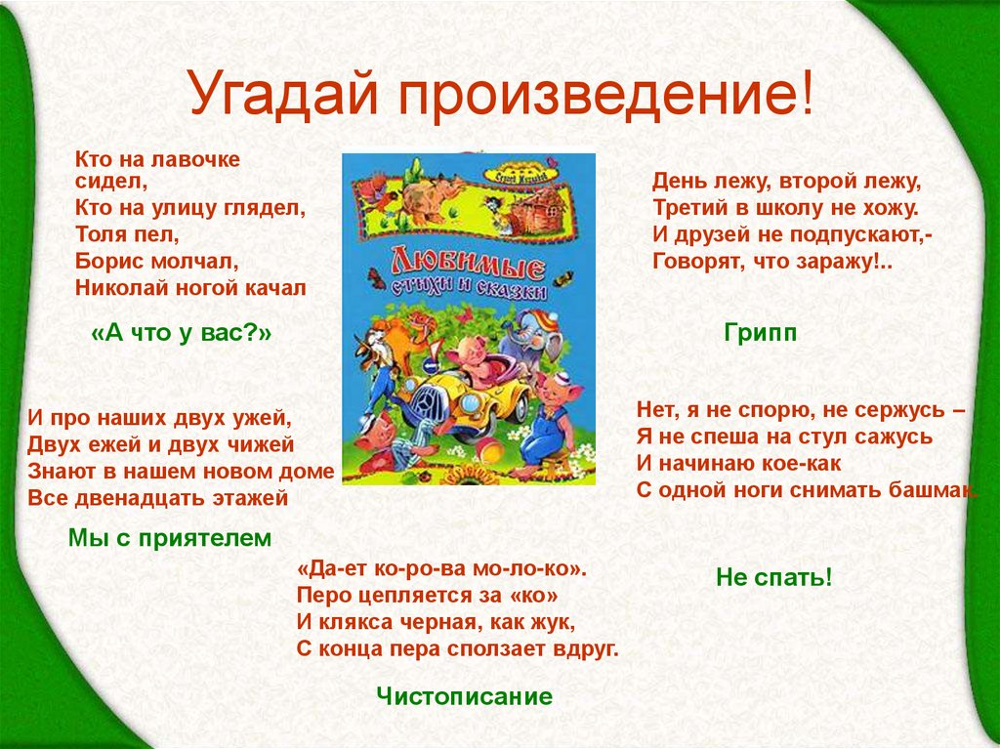 Угадай произведение!
Кто на лавочке
сидел,
Кто на улицу глядел,
Толя пел,
Борис молчал,
Николай ногой качал
«А что у вас?»
Сергей Михалков
Любимые
стихи и сказки
День лежу, второй лежу,
Третий в школу не хожу.
И друзей не подпускают,-
Говорят, что заражу!..
Грипп
И про наших двух ужей,
Двух ежей и двух чижей
Знают в нашем новом доме
Все двенадцать этажей
Мы с приятелем
Нет, я не спорю, не сержусь –
Я не спеша на стул сажусь
И начинаю кое-как
С одной ноги снимать башмак.
Не спать!
«Да-ет ко-ро-ва мо-ло-ко».
Перо цепляется за «ко»
И клякса черная, как жук,
С конца пера сползает вдруг.
Чистописание